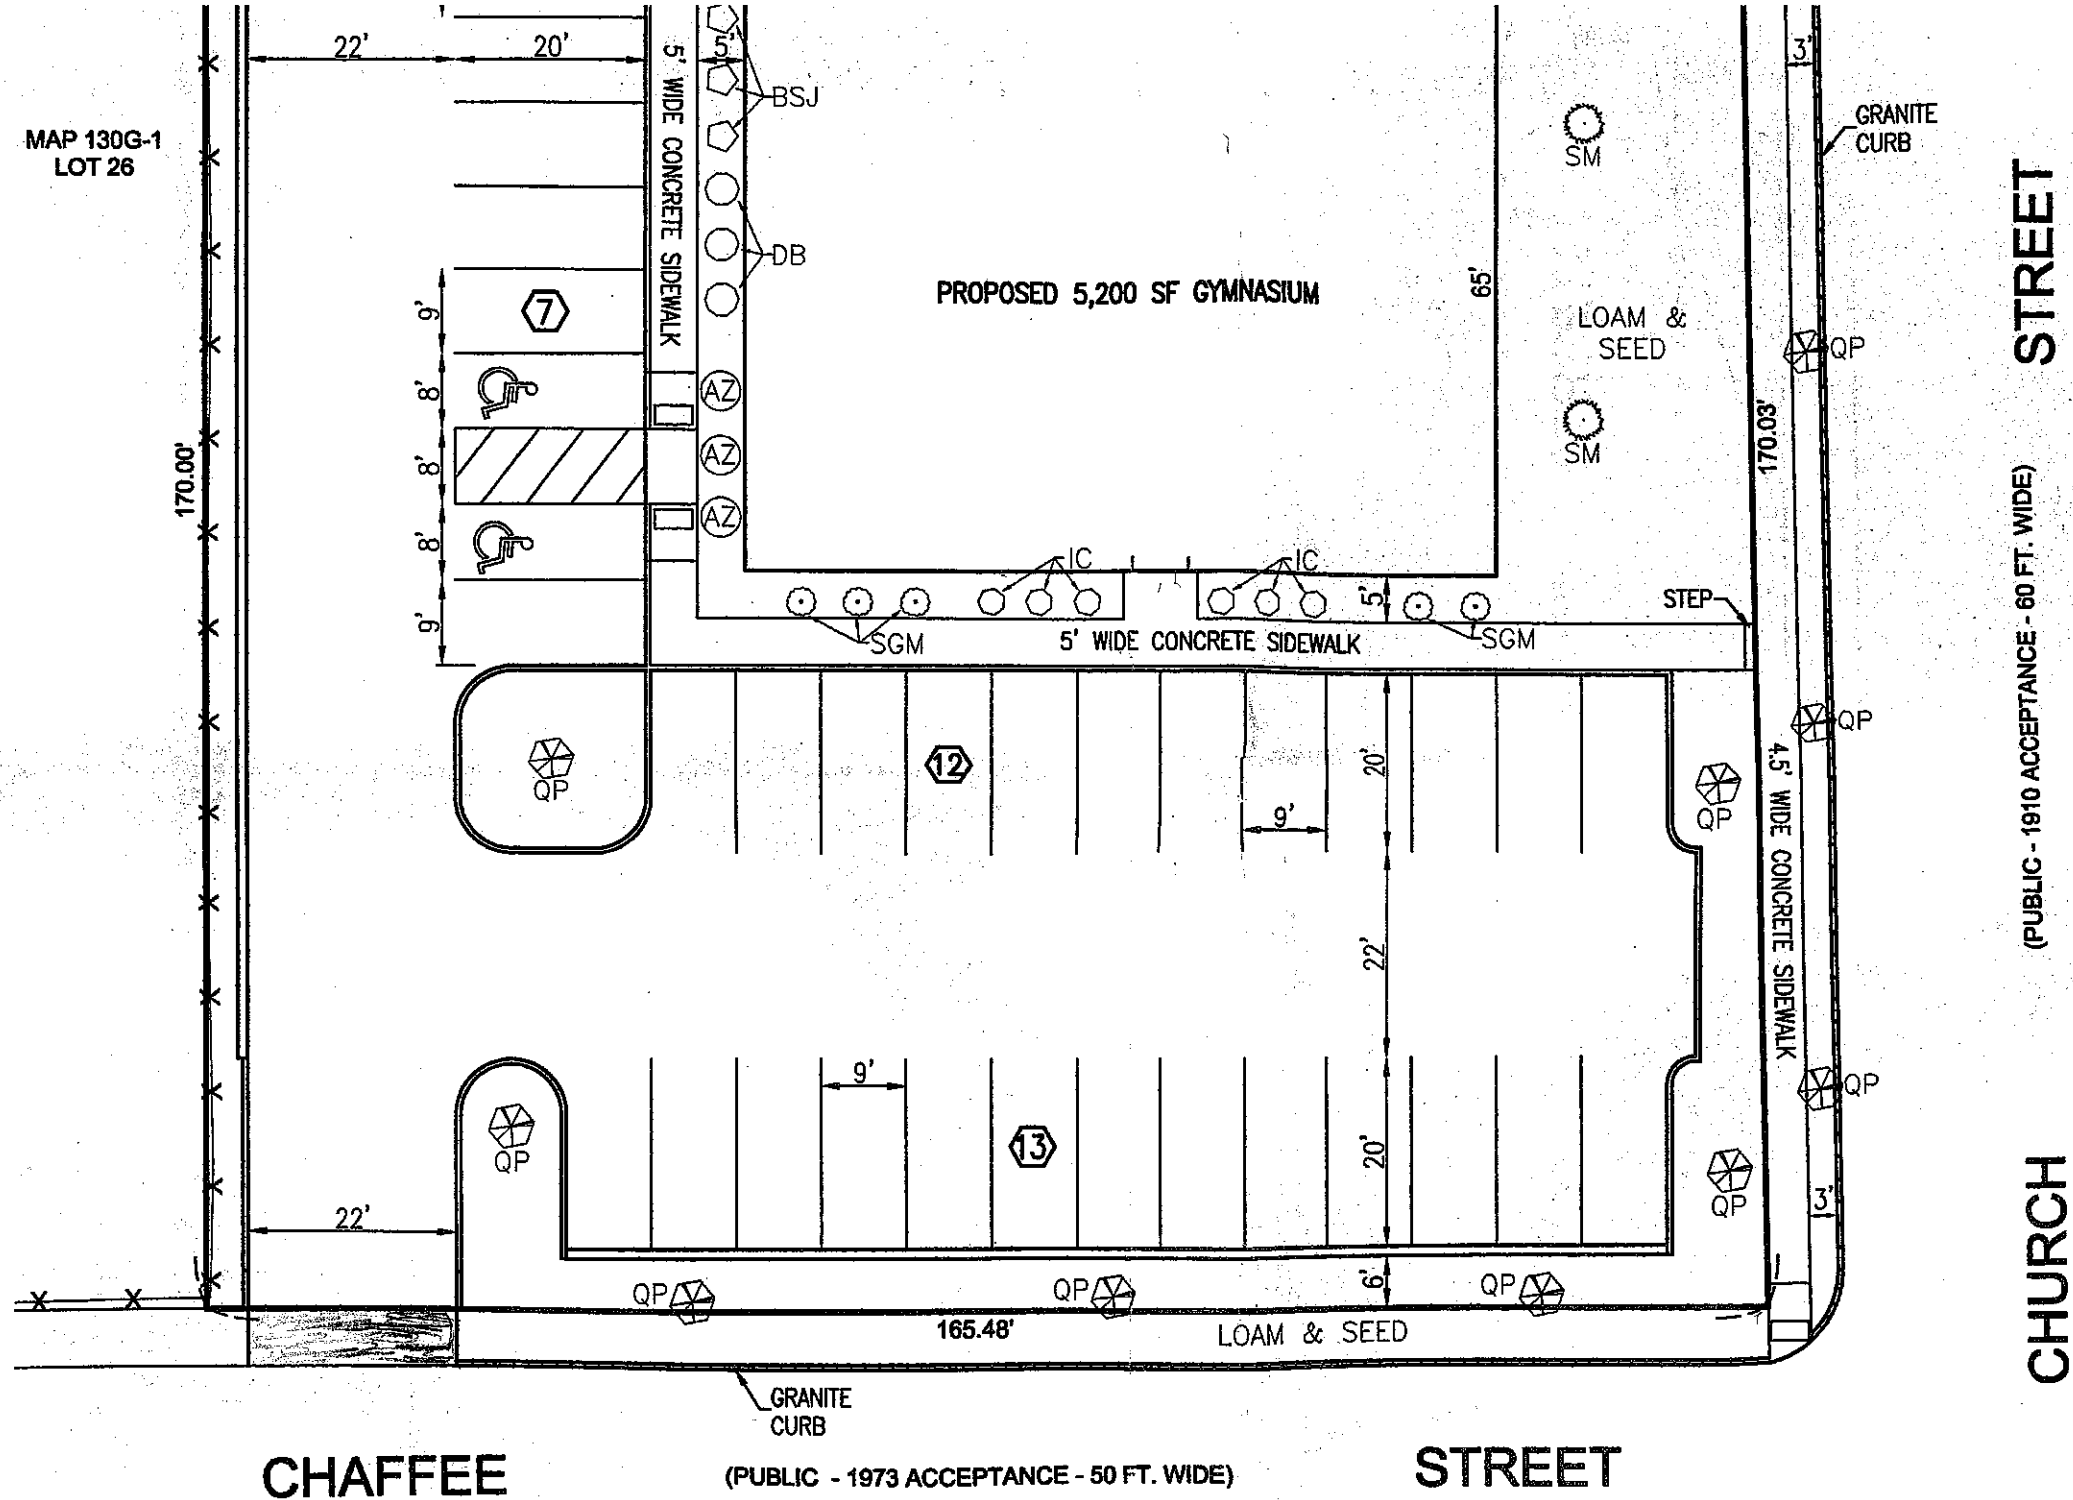 22'
20'
5' WIDE CONCRETE SIDEWALK
5'
BSJ
3'
GRANITE
CURB
MAP 130G-1
LOT 26
SM
DB
PROPOSED 5,200 SF GYMNASIUM
65'
LOAM &
SEED
STREET
9'
7
QP
8'
AZ
SM
170.03'
170.00'
8'
AZ
8'
AZ
(PUBLIC - 1910 ACCEPTANCE - 60 FT. WIDE)
IC
IC
9'
5'
STEP
SGM
5' WIDE CONCRETE SIDEWALK
SGM
QP
QP
12
20'
9'
QP
4.5' WIDE CONCRETE SIDEWALK
22'
9'
QP
QP
13
20'
QP
3'
CHURCH
22'
QP
QP
QP
6'
165.48'
LOAM & SEED
GRANITE
CURB
CHAFFEE
(PUBLIC - 1973 ACCEPTANCE - 50 FT. WIDE)
STREET